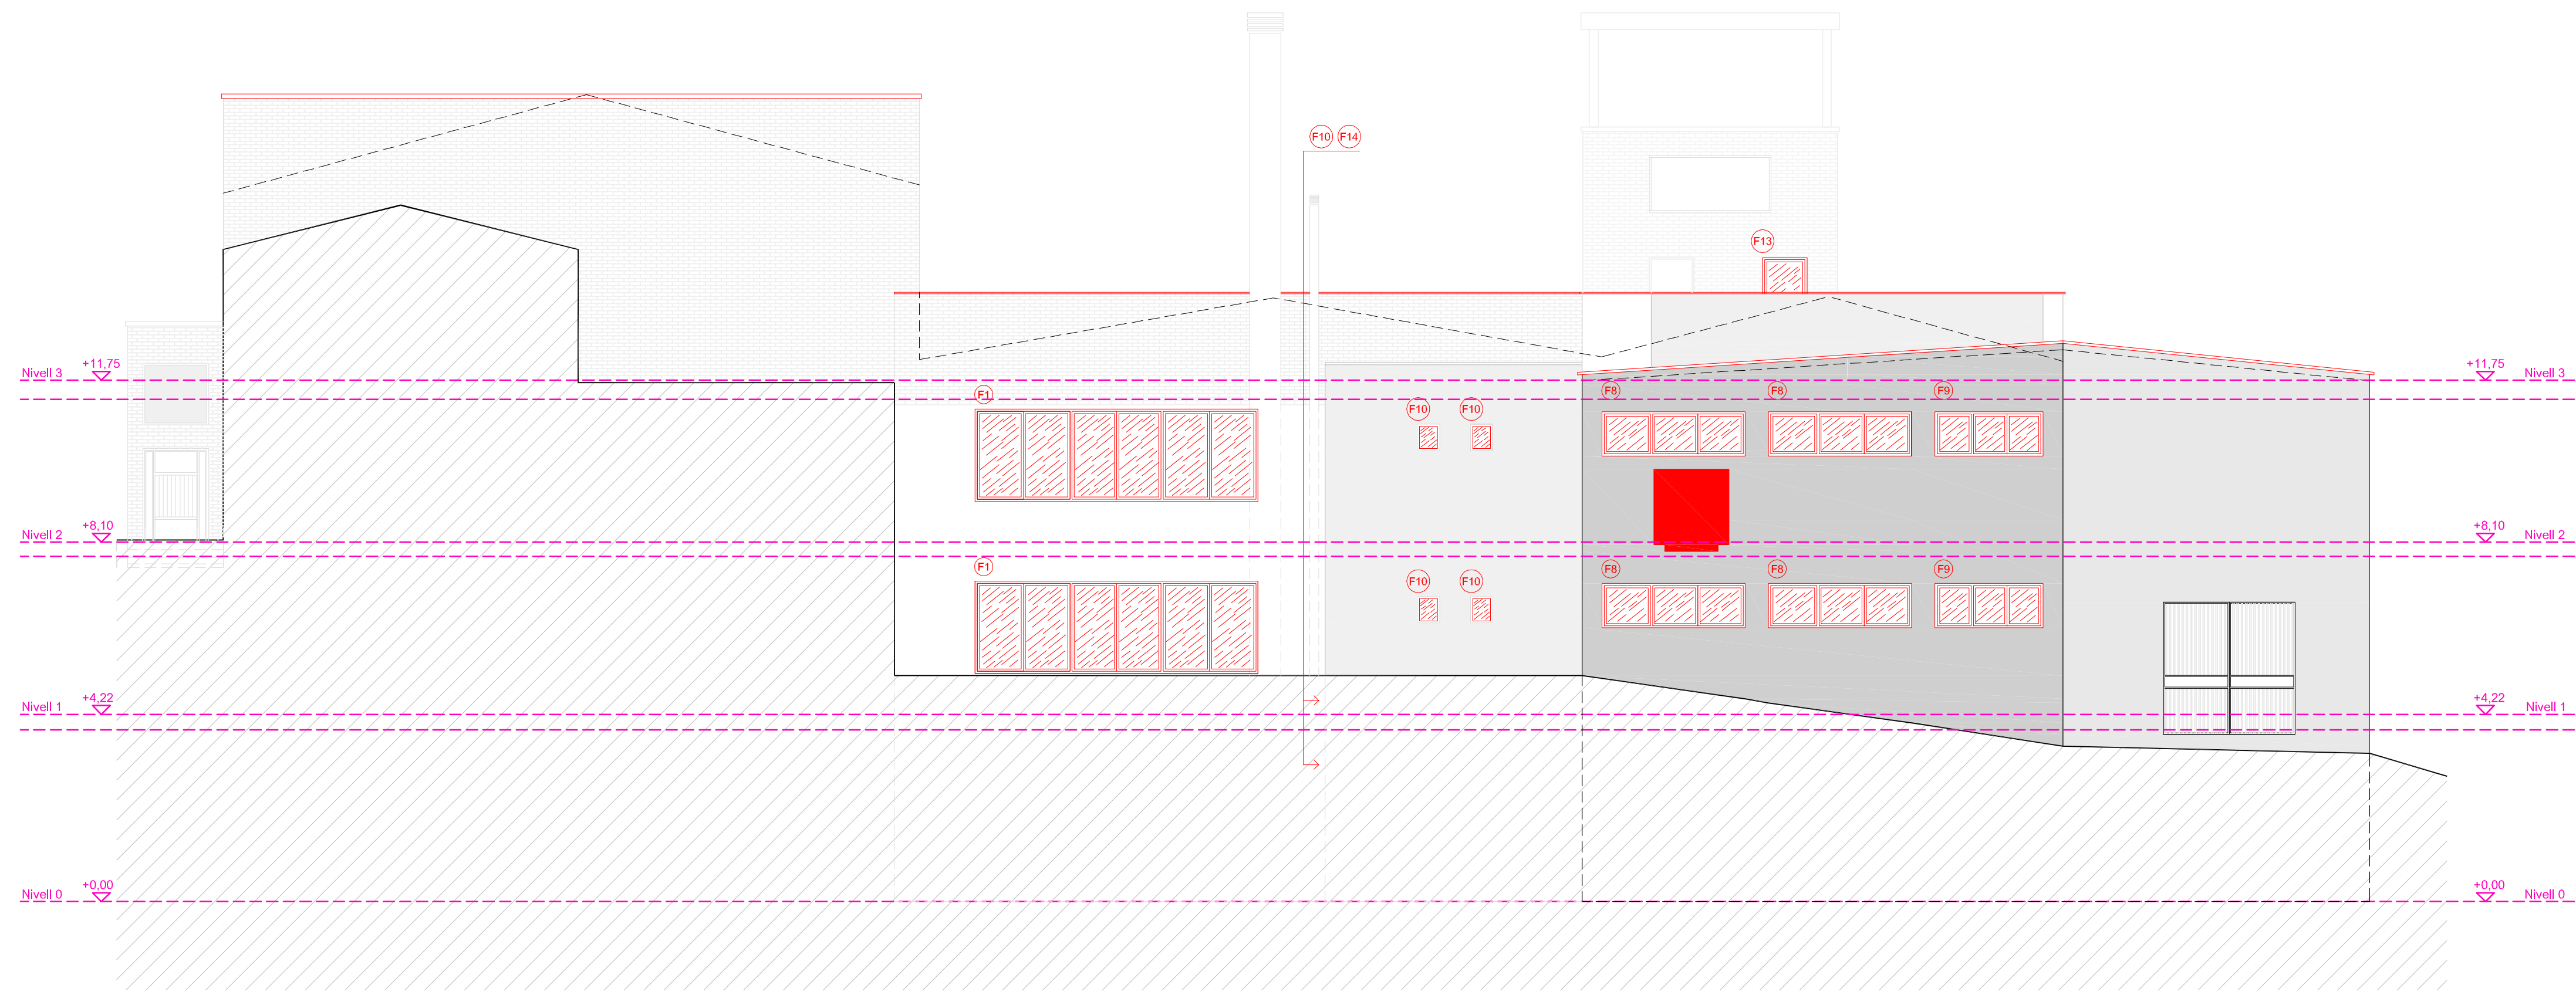 F10 F14
F13
+11,75 +11,75
Nivell 3 Nivell 3
F1 F8 F8 F9
F10 F10
+8,10 +8,10
Nivell 2 Nivell 2
F1 F8 F8 F9
F10 F10
+4,22 +4,22
Nivell 1 Nivell 1
+0,00 +0,00
Nivell 0 Nivell 0